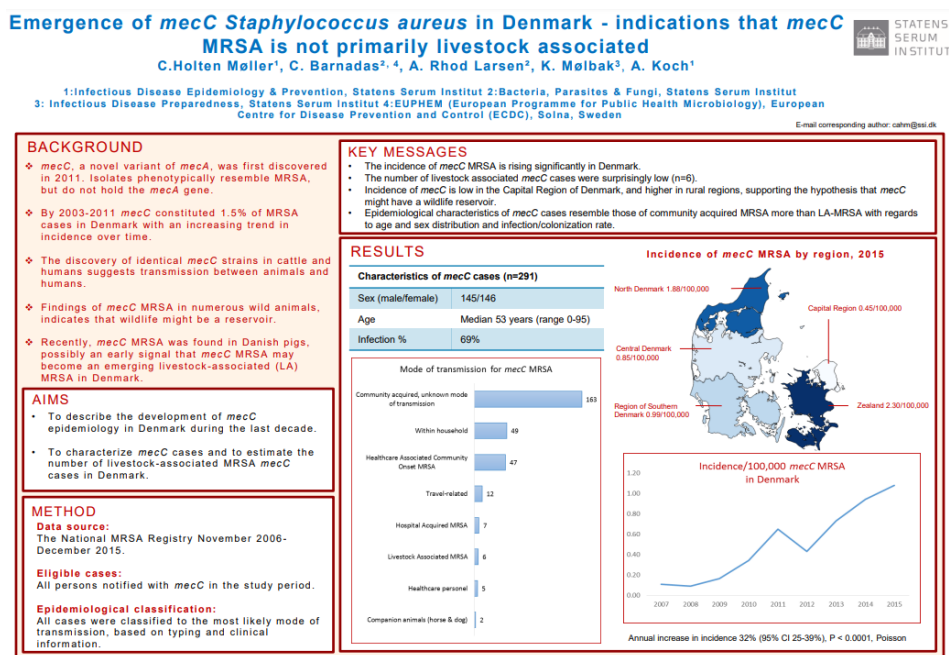 Emergence of mecC Staphylococcus aureus in Denmark - indications that mecC
MRSA is not primarily livestock associated
C.Holten Møller¹, C. Barnadas²,⁴, A. Rhod Larsen², K. Mølbak³, A. Koch¹
1:Infectious Disease Epidemiology & Prevention, Statens Serum Institut 2:Bacteria, Parasites & Fungi, Statens Serum Institut
3: Infectious Disease Preparedness, Statens Serum Institut 4:EUPHEM (European Programme for Public Health Microbiology), European
Centre for Disease Prevention and Control (ECDC), Solna, Sweden
STATENS
SERUM
INSTITUT
E-mail corresponding author: cahm@ssi.dk
BACKGROUND
❖ mecC, a novel variant of mecA, was first discovered
in 2011. Isolates phenotypically resemble MRSA,
but do not hold the mecA gene.
❖ By 2003-2011 mecC constituted 1.5% of MRSA
cases in Denmark with an increasing trend in
incidence over time.
❖ The discovery of identical mecC strains in cattle and
humans suggests transmission between animals and
humans.
❖ Findings of mecC MRSA in numerous wild animals,
indicates that wildlife might be a reservoir.
❖ Recently, mecC MRSA was found in Danish pigs,
possibly an early signal that mecC MRSA may
become an emerging livestock-associated (LA)
MRSA in Denmark.
AIMS
• To describe the development of mecC
epidemiology in Denmark during the last decade.
• To characterize mecC cases and to estimate the
number of livestock-associated MRSA mecC
cases in Denmark.
METHOD
Data source:
The National MRSA Registry November 2006-
December 2015.
Eligible cases:
All persons notified with mecC in the study period.
Epidemiological classification:
All cases were classified to the most likely mode of
transmission, based on typing and clinical
information.
KEY MESSAGES
• The incidence of mecC MRSA is rising significantly in Denmark.
• The number of livestock associated mecC cases were surprisingly low (n=6).
• Incidence of mecC is low in the Capital Region of Denmark, and higher in rural regions, supporting the hypothesis that mecC
might have a wildlife reservoir.
• Epidemiological characteristics of mecC cases resemble those of community acquired MRSA more than LA-MRSA with regards
to age and sex distribution and infection/colonization rate.
RESULTS
Characteristics of mecC cases (n=291)
Sex (male/female) 145/146
Age Median 53 years (range 0-95)
Infection % 69%
Mode of transmission for mecC MRSA
Community acquired, unknown mode
of transmission
163
Within household 49
Healthcare Associated Community
Onset MRSA
47
Travel-related 12
Hospital Acquired MRSA 7
Livestock Associated MRSA 6
Healthcare personel 5
Companion animals (horse & dog) 2
Incidence of mecC MRSA by region, 2015
North Denmark 1.88/100,000
Capital Region 0.45/100,000
Central Denmark
0.85/100,000
Region of Southern
Denmark 0.99/100,000
Zealand 2.30/100,000
Incidence/100,000 mecC MRSA
in Denmark
1.20
1.00
0.80
0.60
0.40
0.20
0.00
2007 2008 2009 2010 2011 2012 2013 2014 2015
Annual increase in incidence 32% (95% CI 25-39%), P < 0.0001, Poisson